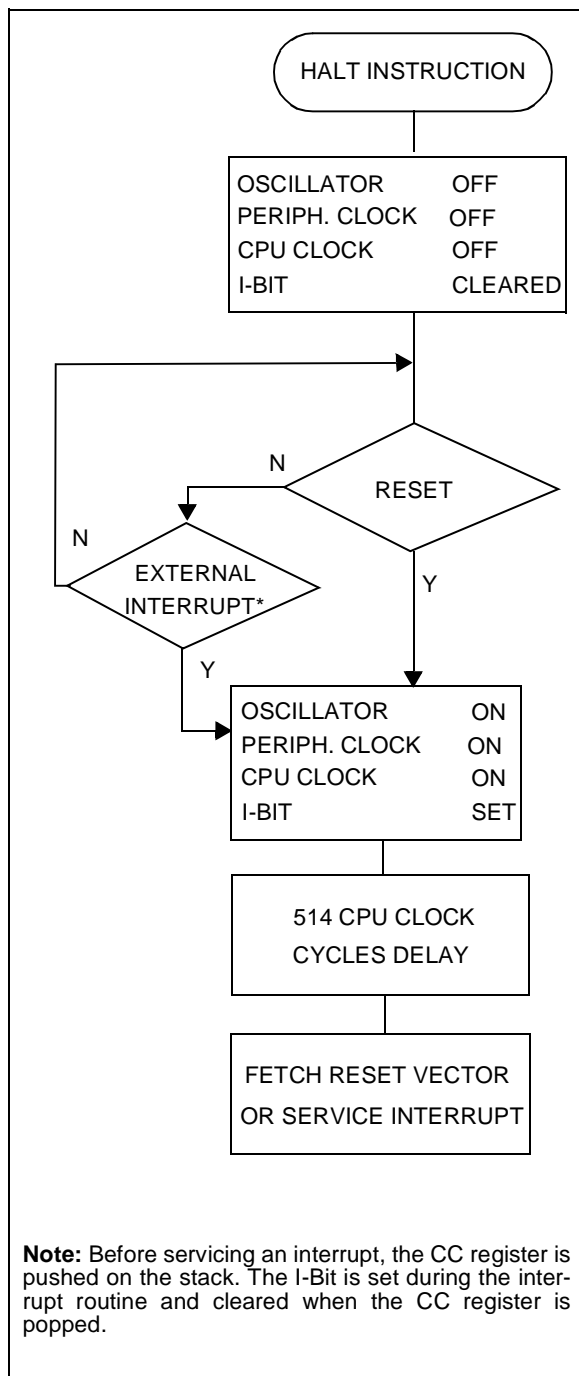 HALT INSTRUCTION
OSCILLATOR OFF
PERIPH. CLOCK OFF
CPU CLOCK OFF
I-BIT CLEARED
N
RESET
N
EXTERNAL
INTERRUPT*
Y
Y
OSCILLATOR ON
PERIPH. CLOCK ON
CPU CLOCK ON
I-BIT SET
514 CPU CLOCK
CYCLES DELAY
FETCH RESET VECTOR
OR SERVICE INTERRUPT
Note: Before servicing an interrupt, the CC register is
pushed on the stack. The I-Bit is set during the inter-
rupt routine and cleared when the CC register is
popped.